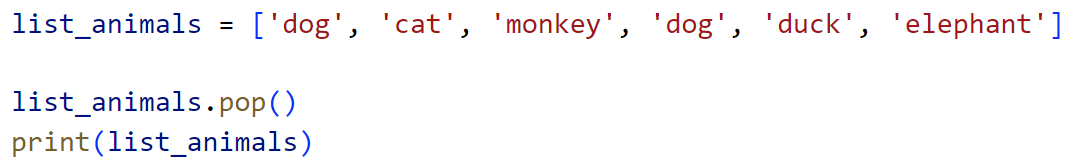 list_animals = ['dog', 'cat', 'monkey', 'dog', 'duck', 'elephant']
list_animals.pop()
print(list_animals)